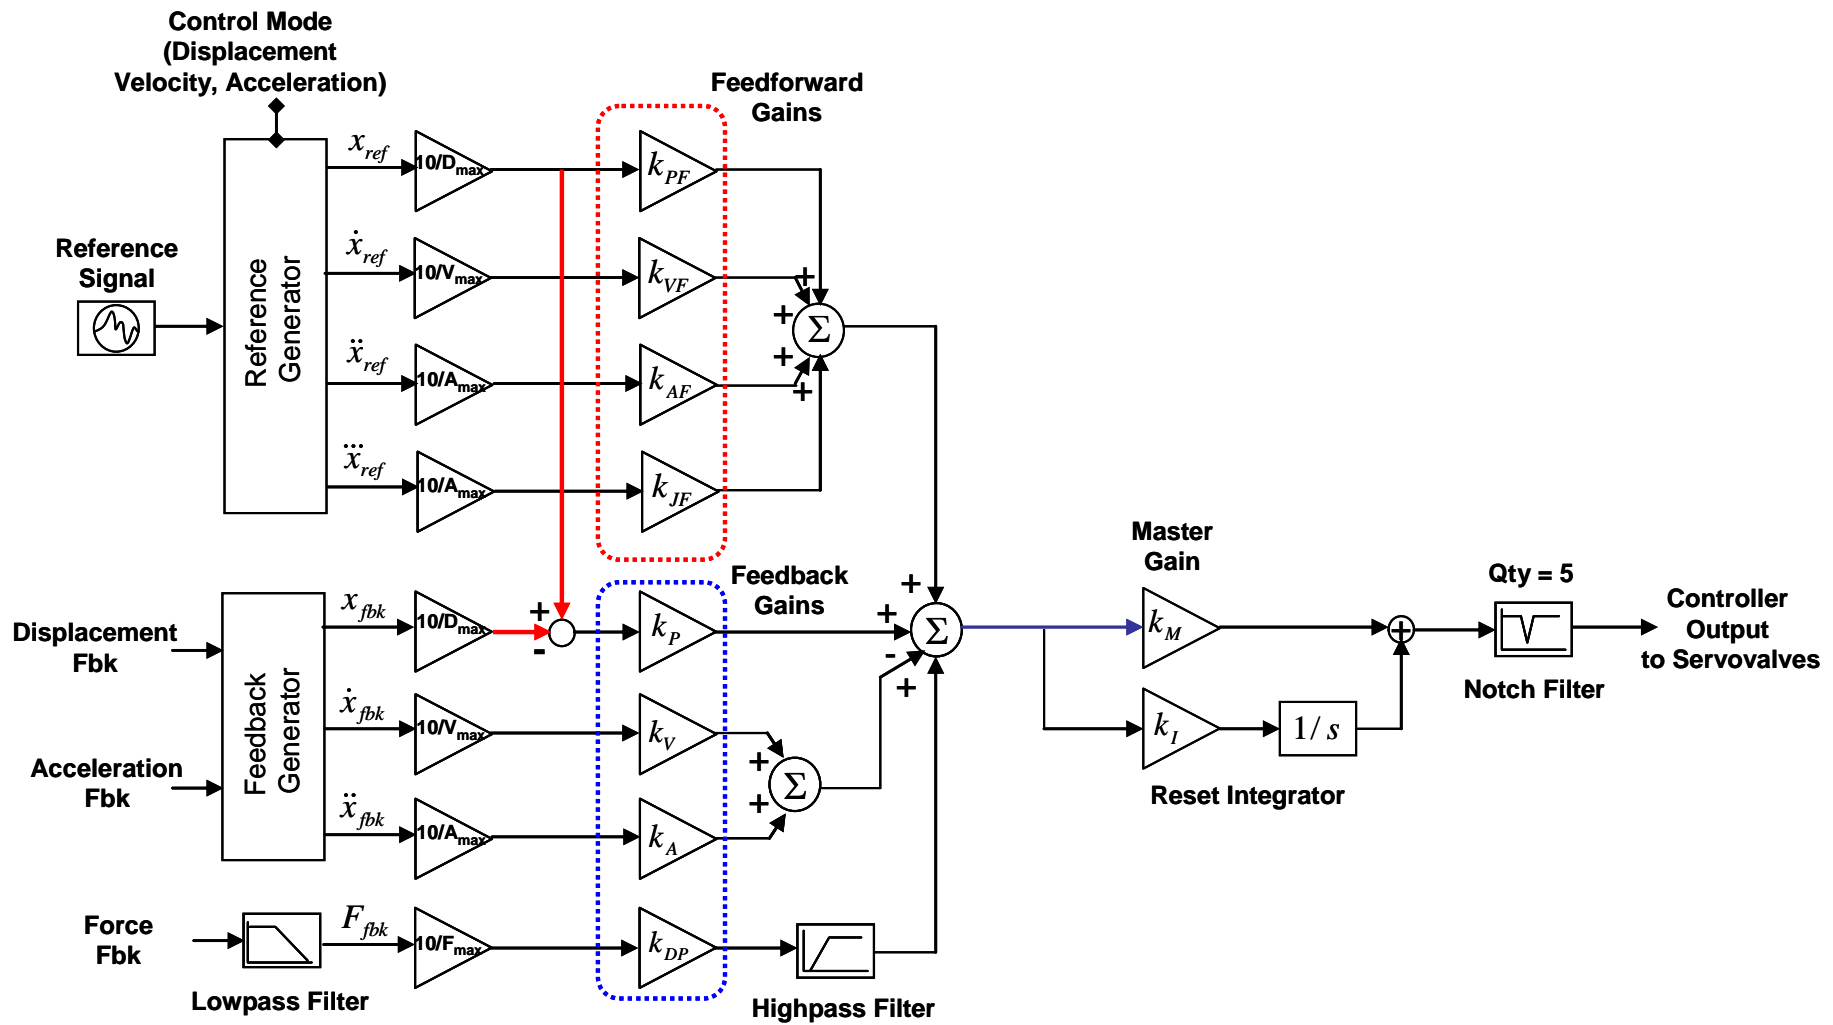 Control Mode
(Displacement
Velocity, Acceleration)
Feedforward
Gains
x_ref
10/D_max
k_PF
Reference
Signal
Reference
Generator
ẋ_ref
10/V_max
k_VF
+
+
Σ
ẍ_ref
10/A_max
k_AF
+
+
x⃛_ref
10/A_max
k_JF
Feedback
Gains
Displacement
Fbk
Acceleration
Fbk
Feedback
Generator
x_fbk
10/D_max
+
-
k_P
+
+
-
+
Σ
ẋ_fbk
10/V_max
k_V
+
+
Σ
ẍ_fbk
10/A_max
k_A
Force
Fbk
Lowpass Filter
F_fbk
10/F_max
k_DP
Highpass Filter
Master
Gain
k_M
k_I
1/s
Reset Integrator
+
Qty = 5
Notch Filter
Controller
Output
to Servovalves